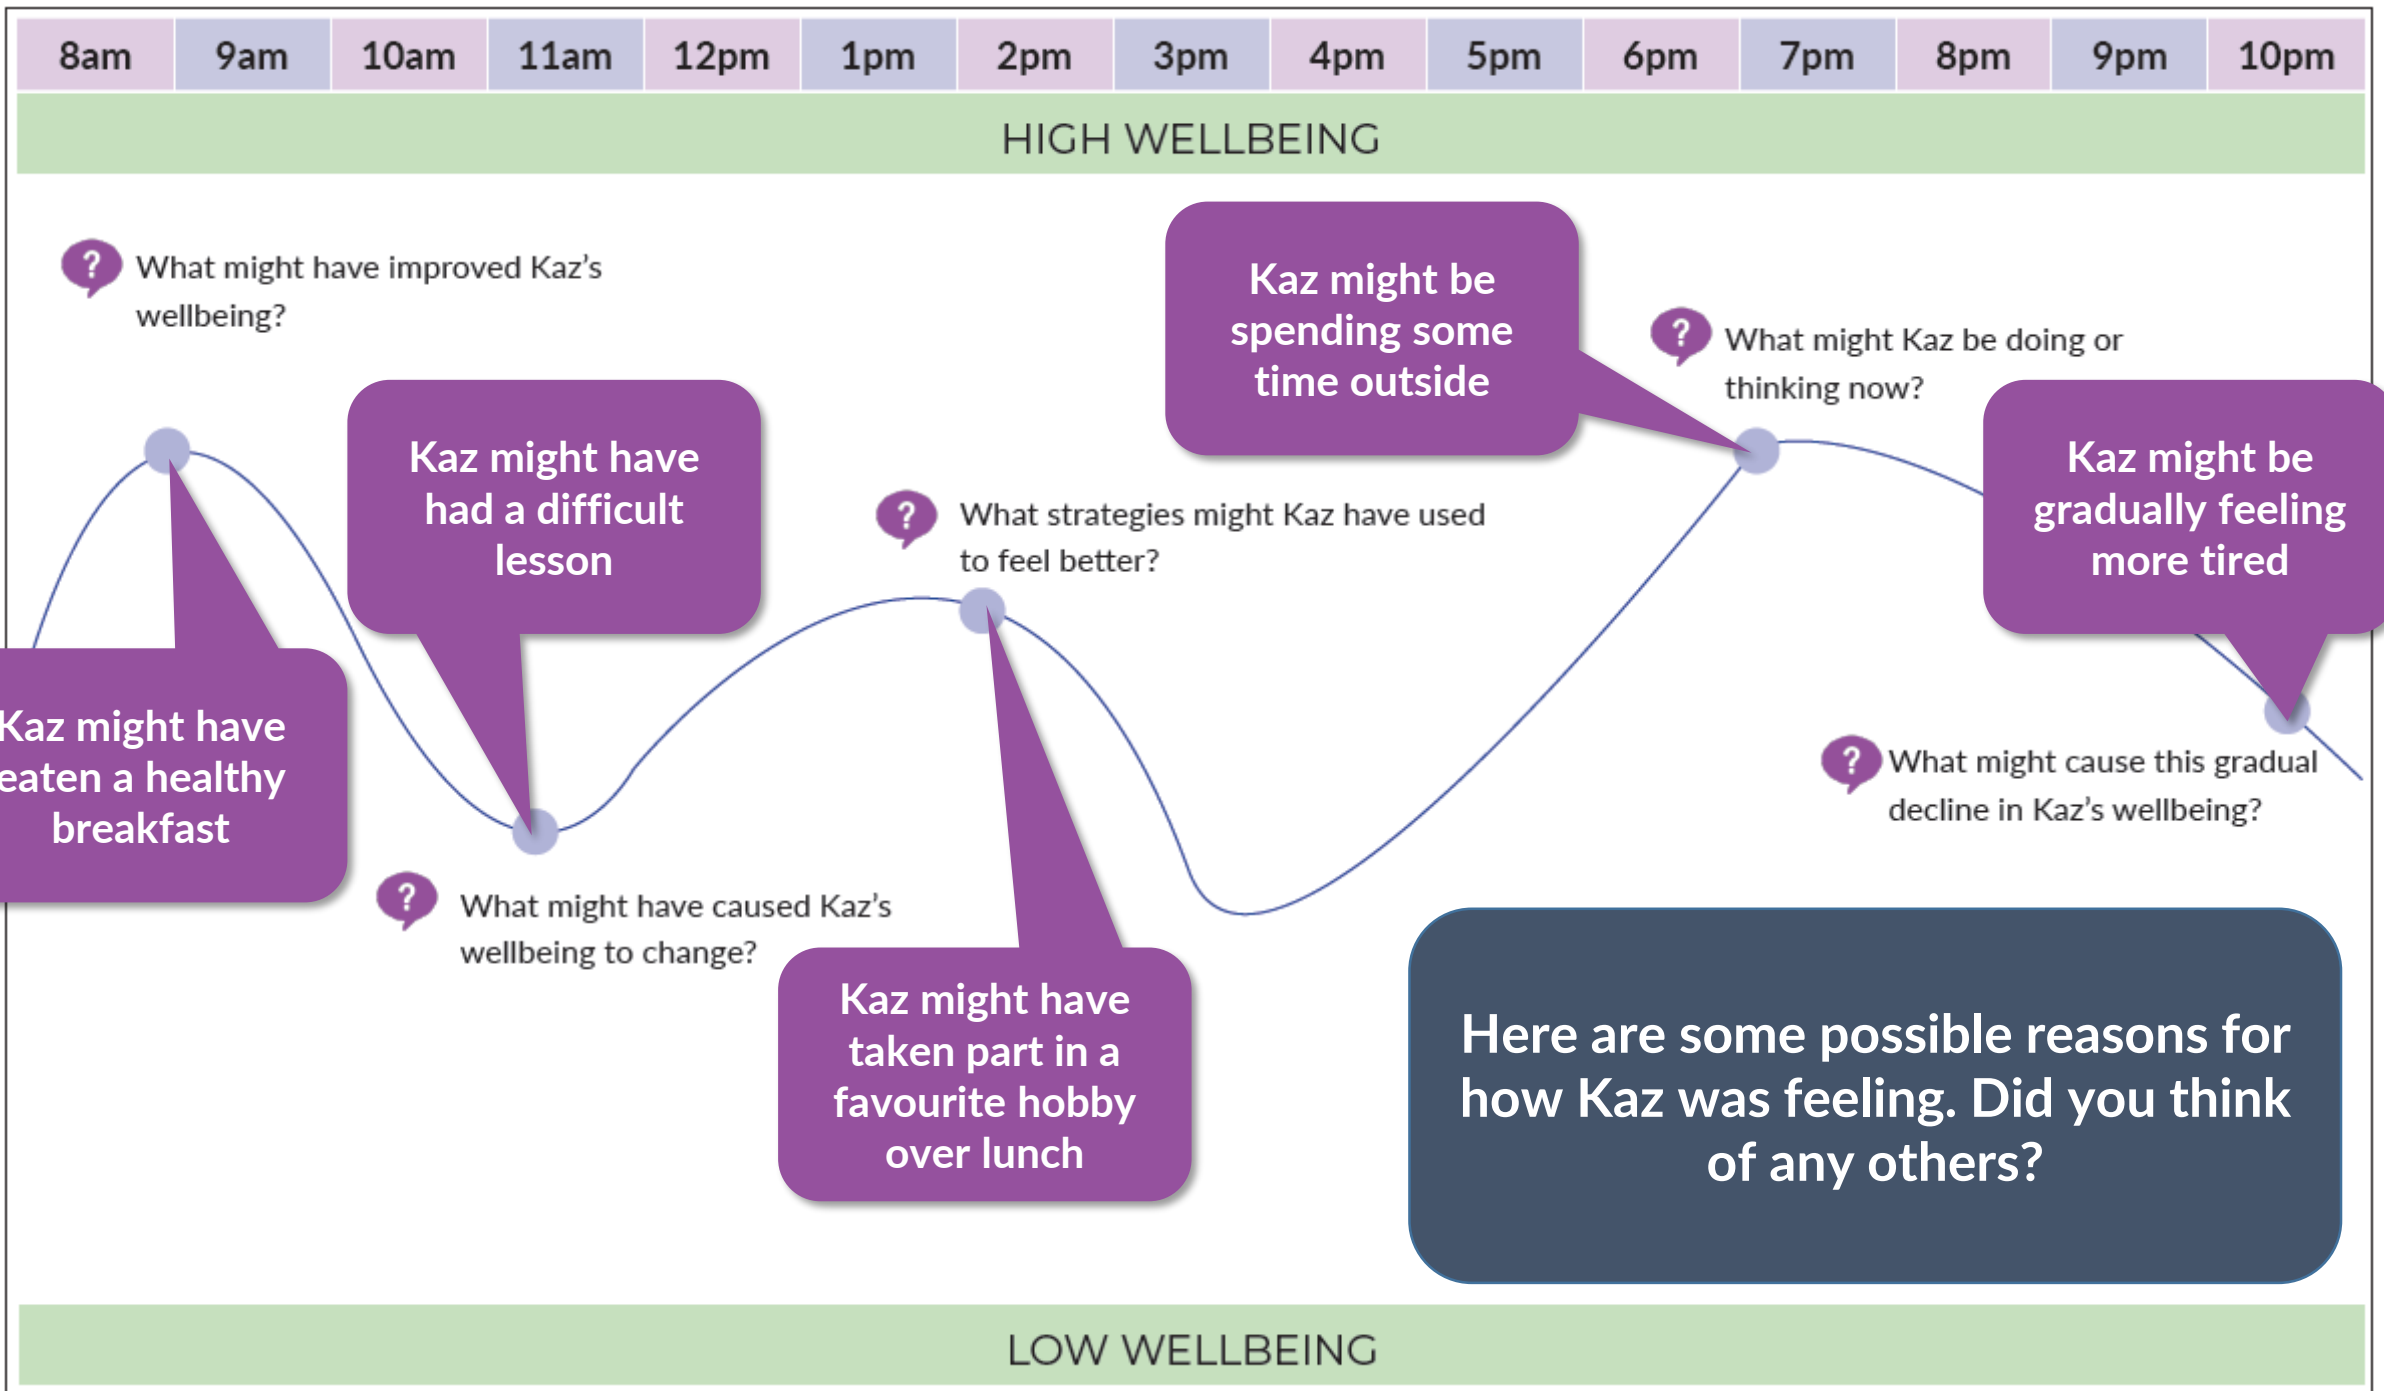 8am 9am 10am 11am 12pm 1pm 2pm 3pm 4pm 5pm 6pm 7pm 8pm 9pm 10pm
HIGH WELLBEING
? What might have improved Kaz’s
wellbeing?
Kaz might have
eaten a healthy
breakfast
Kaz might have
had a difficult
lesson
? What might have caused Kaz’s
wellbeing to change?
? What strategies might Kaz have used
to feel better?
Kaz might have
taken part in a
favourite hobby
over lunch
Kaz might be
spending some
time outside
? What might Kaz be doing or
thinking now?
Kaz might be
gradually feeling
more tired
? What might cause this gradual
decline in Kaz’s wellbeing?
Here are some possible reasons for
how Kaz was feeling. Did you think
of any others?
LOW WELLBEING